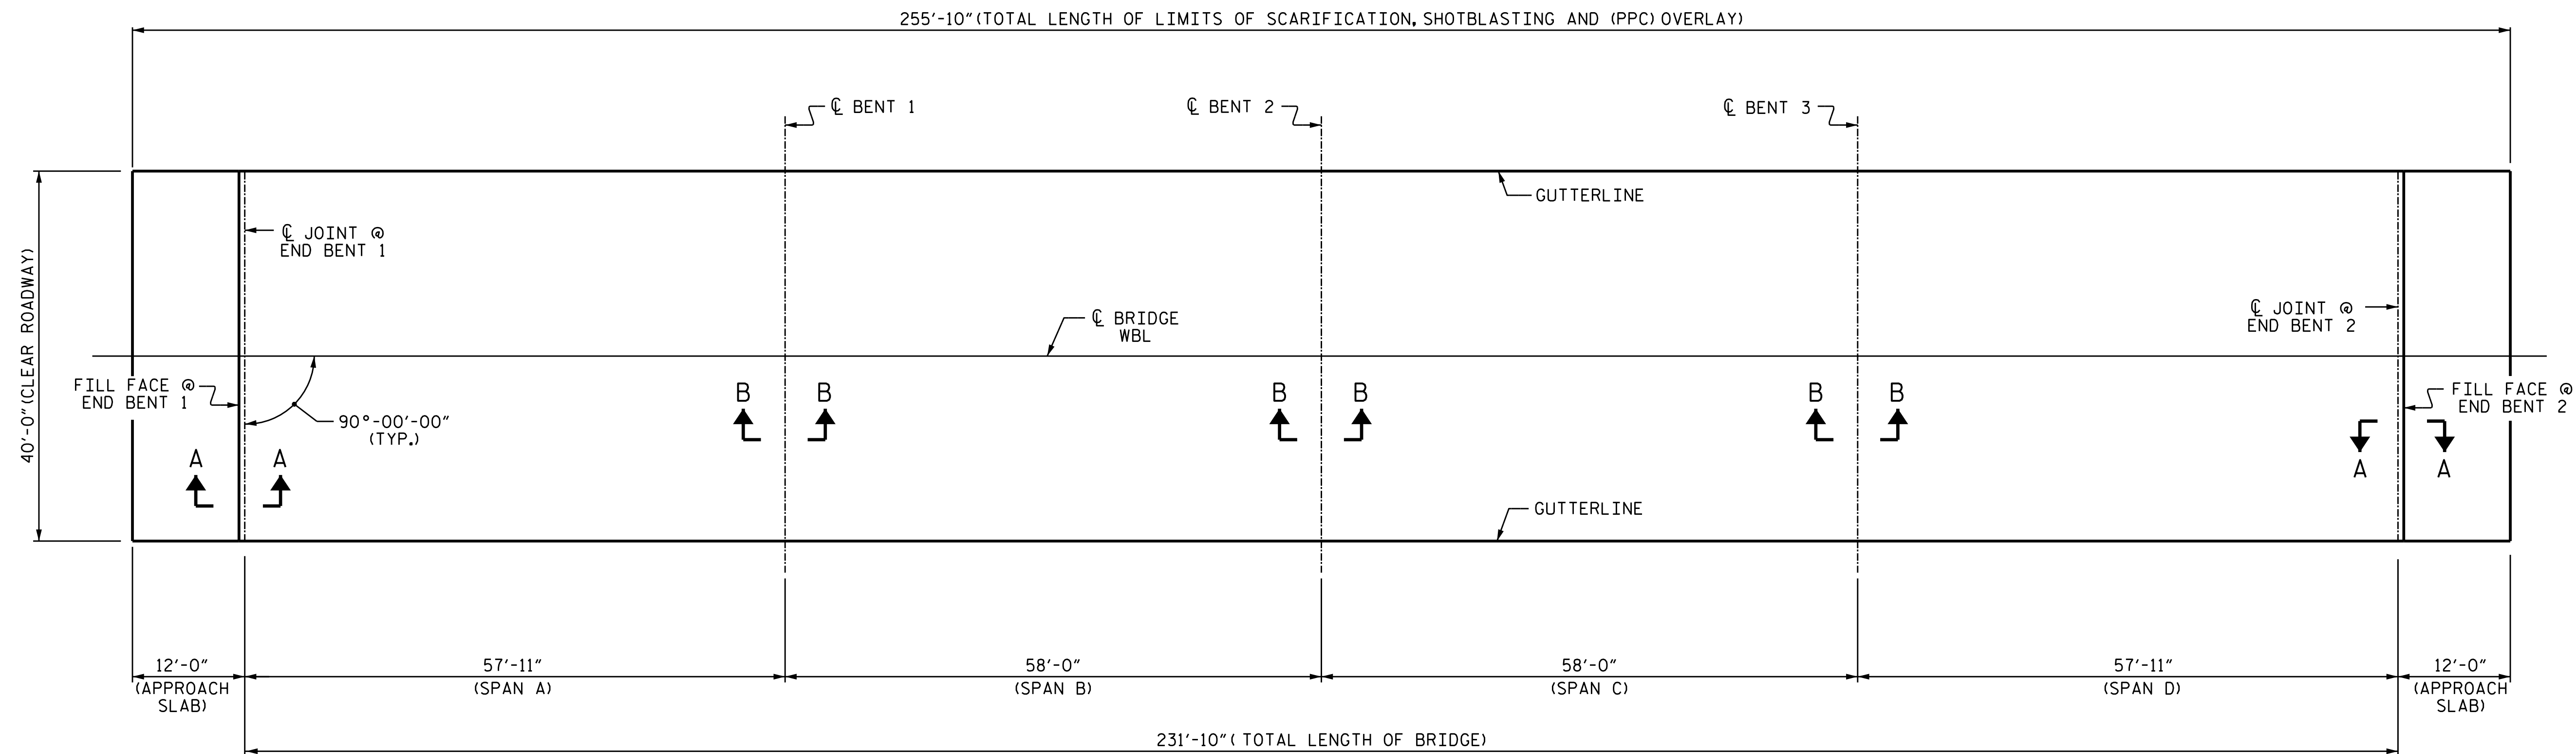 255'-10" (TOTAL LENGTH OF LIMITS OF SCARIFICATION, SHOTBLASTING AND (PPC) OVERLAY)
℄ BENT 1
℄ BENT 2
℄ BENT 3
GUTTERLINE
℄ JOINT @
END BENT 1
40'-0" (CLEAR ROADWAY)
℄ BRIDGE
WBL
℄ JOINT @
END BENT 2
FILL FACE @
END BENT 1
90°-00'-00"
(TYP.)
B B
B B
B B
FILL FACE @
END BENT 2
A A
A A
GUTTERLINE
12'-0"
(APPROACH
SLAB)
57'-11"
(SPAN A)
58'-0"
(SPAN B)
58'-0"
(SPAN C)
57'-11"
(SPAN D)
12'-0"
(APPROACH
SLAB)
231'-10" ( TOTAL LENGTH OF BRIDGE)